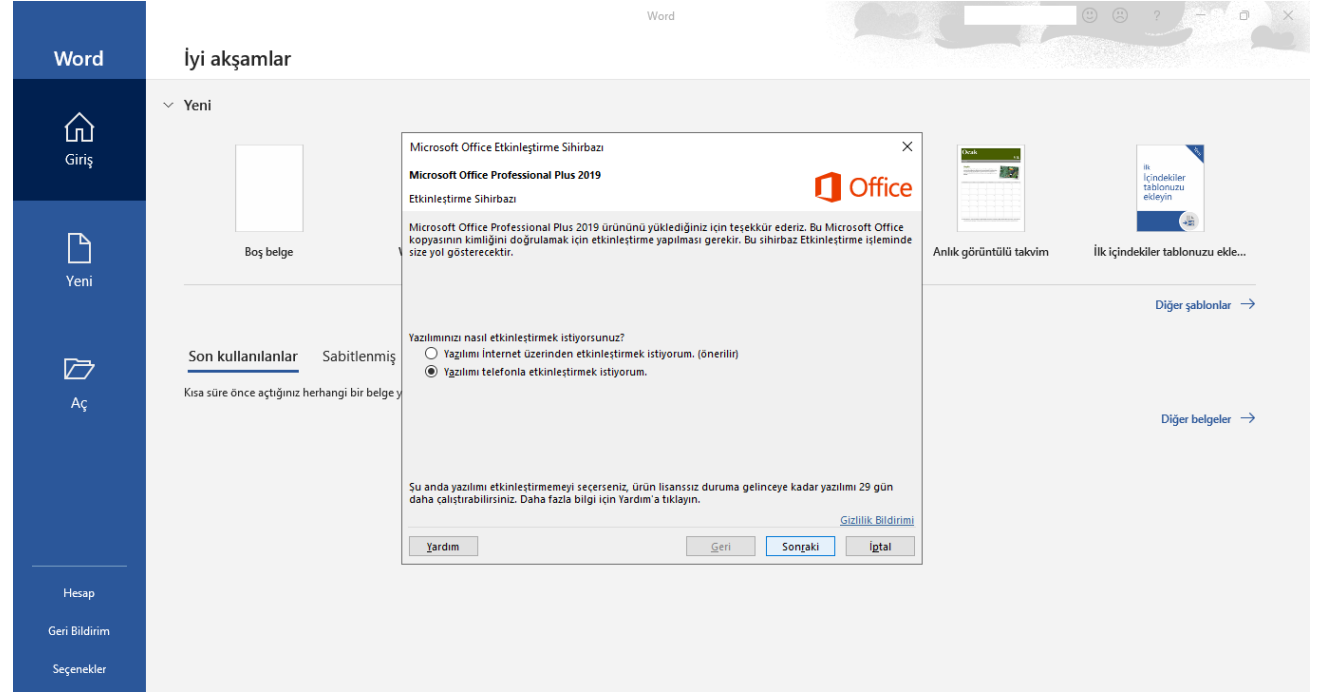 Word
Word
İyi akşamlar
Yeni
Giriş
Yeni
Aç
Hesap
Geri Bildirim
Seçenekler
Boş belge
Microsoft Office Etkinleştirme Sihirbazı
Microsoft Office Professional Plus 2019
Etkinleştirme Sihirbazı
Office
Microsoft Office Professional Plus 2019 ürününü yüklediğiniz için teşekkür ederiz. Bu Microsoft Office
kopyasının kimliğini doğrulamak için etkinleştirme yapılması gerekir. Bu sihirbaz Etkinleştirme işleminde
size yol gösterecektir.
Yazılımınızı nasıl etkinleştirmek istiyorsunuz?
Yazılımı İnternet üzerinden etkinleştirmek istiyorum. (önerilir)
Yazılımı telefonla etkinleştirmek istiyorum.
Şu anda yazılımı etkinleştirmemeyi seçerseniz, ürün lisanssız duruma gelinceye kadar yazılımı 29 gün
daha çalıştırabilirsiniz. Daha fazla bilgi için Yardım'a tıklayın.
Gizlilik Bildirimi
Yardım
Geri
Sonraki
İptal
Ocak
Anlık görüntülü takvim
İlk
İçindekiler
tablonuzu
ekleyin
İlk içindekiler tablonuzu ekle...
Diğer şablonlar
Son kullanılanlar
Sabitlenmiş
Kısa süre önce açtığınız herhangi bir belge y
Diğer belgeler